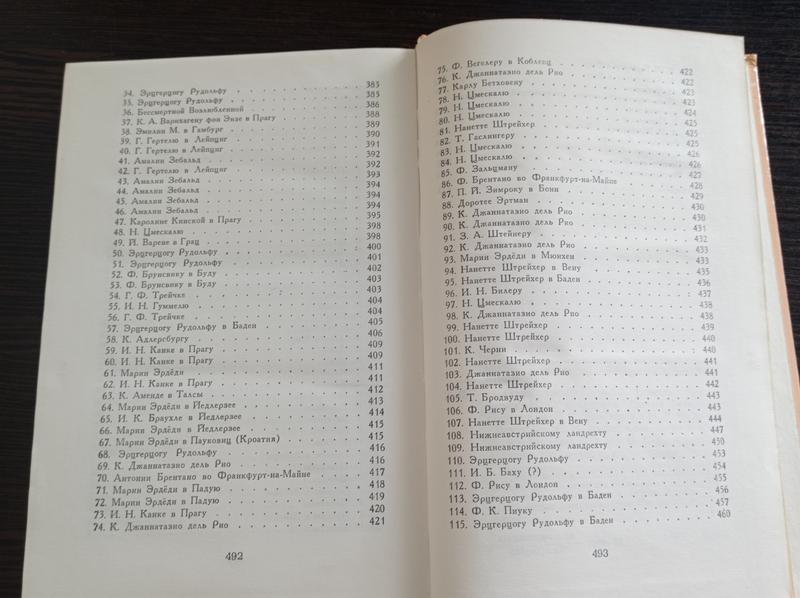 34. Эрцгерцогу Рудольфу . . . . . . . . . . 383
35. Эрцгерцогу Рудольфу . . . . . . . . . . 385
36. Бессмертной Возлюбленной . . . . . . . . 386
37. К. А. Варнхагену фон Энзе в Прагу . . . . . 386
38. Эмилии М. в Гамбург . . . . . . . . . . 389
39. Г. Гертелю в Лейпциг . . . . . . . . . . 390
40. Г. Гертелю в Лейпциг . . . . . . . . . . 391
41. Амалии Зебальд . . . . . . . . . . . . 392
42. Г. Гертелю в Лейпциг . . . . . . . . . . 392
43. Амалии Зебальд . . . . . . . . . . . . 393
44. Амалии Зебальд . . . . . . . . . . . . 394
45. Амалии Зебальд . . . . . . . . . . . . 394
46. Амалии Зебальд . . . . . . . . . . . . 394
47. Каролине Кинской в Прагу . . . . . . . . 395
48. Н. Цмескалю . . . . . . . . . . . . . 398
49. Й. Варене в Грац . . . . . . . . . . . . 398
50. Эрцгерцогу Рудольфу . . . . . . . . . . 400
51. Эрцгерцогу Рудольфу . . . . . . . . . . 401
52. Ф. Брунсвику в Буду . . . . . . . . . . 402
53. Ф. Брунсвику в Буду . . . . . . . . . . 403
54. Г. Ф. Трейчке . . . . . . . . . . . . 404
55. И. Н. Гуммелю . . . . . . . . . . . . 404
56. Г. Ф. Трейчке . . . . . . . . . . . . 404
57. Эрцгерцогу Рудольфу в Баден . . . . . . . 405
58. К. Адлерсбургу . . . . . . . . . . . . 406
59. И. Н. Канке в Прагу . . . . . . . . . . 409
60. И. Н. Канке в Прагу . . . . . . . . . . 409
61. Марии Эрдёди . . . . . . . . . . . . . 411
62. И. Н. Канке в Прагу . . . . . . . . . . 411
63. К. Аменде в Талсы . . . . . . . . . . . 412
64. Марии Эрдёди в Йедлерзее . . . . . . . . 413
65. И. К. Браухле в Йедлерзее . . . . . . . . 414
66. Марии Эрдёди в Йедлерзее . . . . . . . . 415
67. Марии Эрдёди в Пауковиц (Кроатия) . . . . . 415
68. Эрцгерцогу Рудольфу . . . . . . . . . . 416
69. К. Джаннатазио дель Рио . . . . . . . . . 416
70. Антонии Брентано во Франкфурт-на-Майне . . . 417
71. Марии Эрдёди в Падую . . . . . . . . . . 418
72. Марии Эрдёди в Падую . . . . . . . . . . 419
73. И. Н. Канке в Прагу . . . . . . . . . . 420
74. К. Джаннатазио дель Рио . . . . . . . . . 421
492
75. Ф. Вегелеру в Кобленц . . . . . . . . . 422
76. К. Джаннатазио дель Рио . . . . . . . . 422
77. Карлу Бетховену . . . . . . . . . . . 423
78. Н. Цмескалю . . . . . . . . . . . . . 423
79. Н. Цмескалю . . . . . . . . . . . . . 424
80. Н. Цмескалю . . . . . . . . . . . . . 425
81. Нанетте Штрейхер . . . . . . . . . . . 425
82. Т. Гаслингеру . . . . . . . . . . . . 425
83. Н. Цмескалю . . . . . . . . . . . . . 426
84. Н. Цмескалю . . . . . . . . . . . . . 426
85. Ф. Зальцману . . . . . . . . . . . . . 426
86. Ф. Брентано во Франкфурт-на-Майне . . . . . 427
87. П. Й. Зимроку в Бонн . . . . . . . . . . 428
88. Доротее Эртман . . . . . . . . . . . . 429
89. К. Джаннатазио дель Рио . . . . . . . . 430
90. К. Джаннатазио дель Рио . . . . . . . . 430
91. З. А. Штейнеру . . . . . . . . . . . . 431
92. К. Джаннатазио дель Рио . . . . . . . . 432
93. Марии Эрдёди в Мюнхен . . . . . . . . . 433
94. Нанетте Штрейхер в Вену . . . . . . . . 435
95. Нанетте Штрейхер в Баден . . . . . . . . 435
96. И. Н. Билеру . . . . . . . . . . . . . 436
97. Н. Цмескалю . . . . . . . . . . . . . 437
98. К. Джаннатазио дель Рио . . . . . . . . 438
99. Нанетте Штрейхер . . . . . . . . . . . 438
100. Нанетте Штрейхер . . . . . . . . . . . 439
101. К. Черни . . . . . . . . . . . . . . 440
102. Нанетте Штрейхер . . . . . . . . . . . 440
103. Джаннатазио дель Рио . . . . . . . . . 441
104. Нанетте Штрейхер . . . . . . . . . . . 442
105. Т. Бродвуду . . . . . . . . . . . . . 443
106. Ф. Рису в Лондон . . . . . . . . . . . 443
107. Нанетте Штрейхер в Вену . . . . . . . . 444
108. Нижнеавстрийскому ландрехту . . . . . . . 447
109. Нижнеавстрийскому ландрехту . . . . . . . 450
110. Эрцгерцогу Рудольфу . . . . . . . . . . 453
111. И. Б. Баху (?) . . . . . . . . . . . . 454
112. Ф. Рису в Лондон . . . . . . . . . . . 455
113. Эрцгерцогу Рудольфу в Баден . . . . . . . 456
114. Ф. К. Пиуку . . . . . . . . . . . . . 457
115. Эрцгерцогу Рудольфу в Баден . . . . . . . 460
493